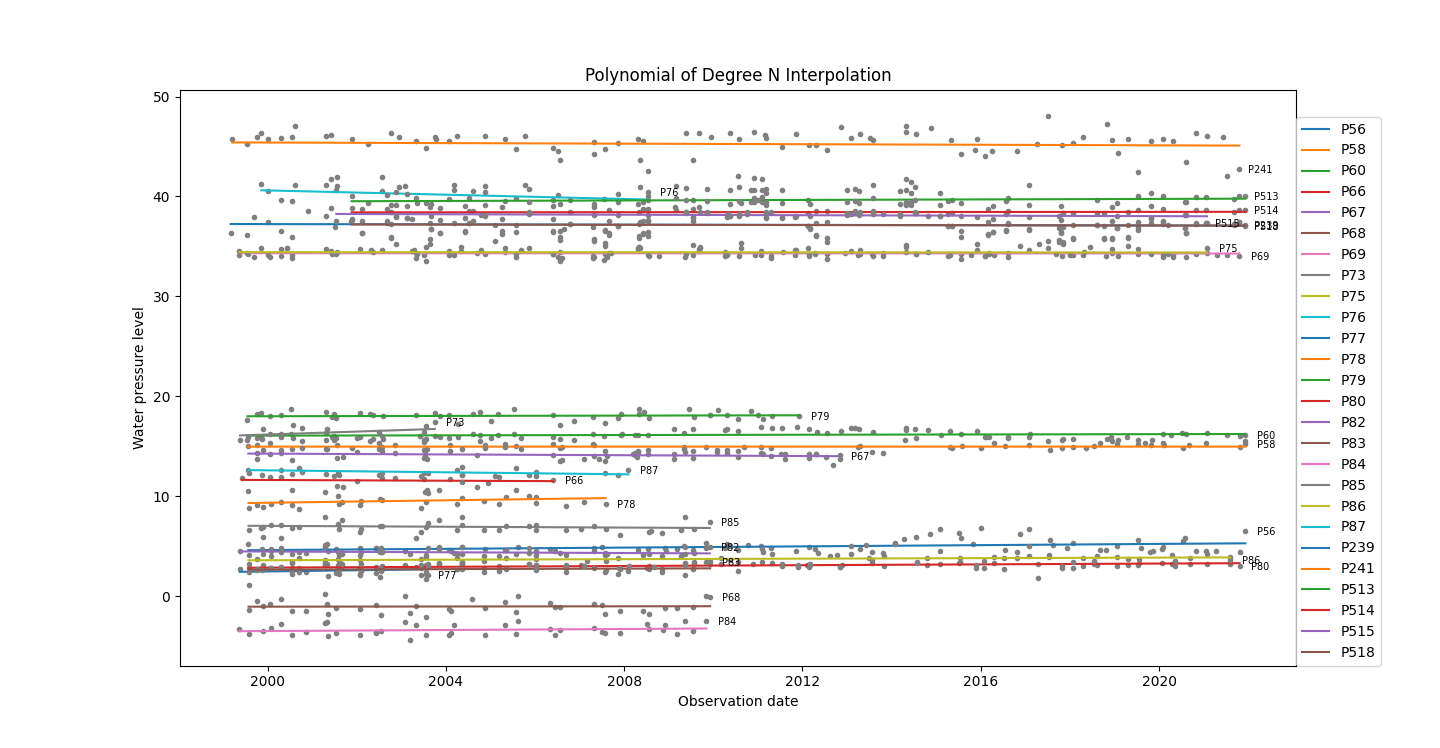 Polynomial of Degree N Interpolation
50
40
30
20
10
0
Water pressure level
2000
2004
2008
2012
2016
2020
Observation date
P241
P76
P513
P514
P515
P75
P69
P79
P73
P60
P58
P67
P87
P66
P78
P85
P56
P82
P83
P86
P80
P77
P68
P84
P56
P58
P60
P66
P67
P68
P69
P73
P75
P76
P77
P78
P79
P80
P82
P83
P84
P85
P86
P87
P239
P241
P513
P514
P515
P518